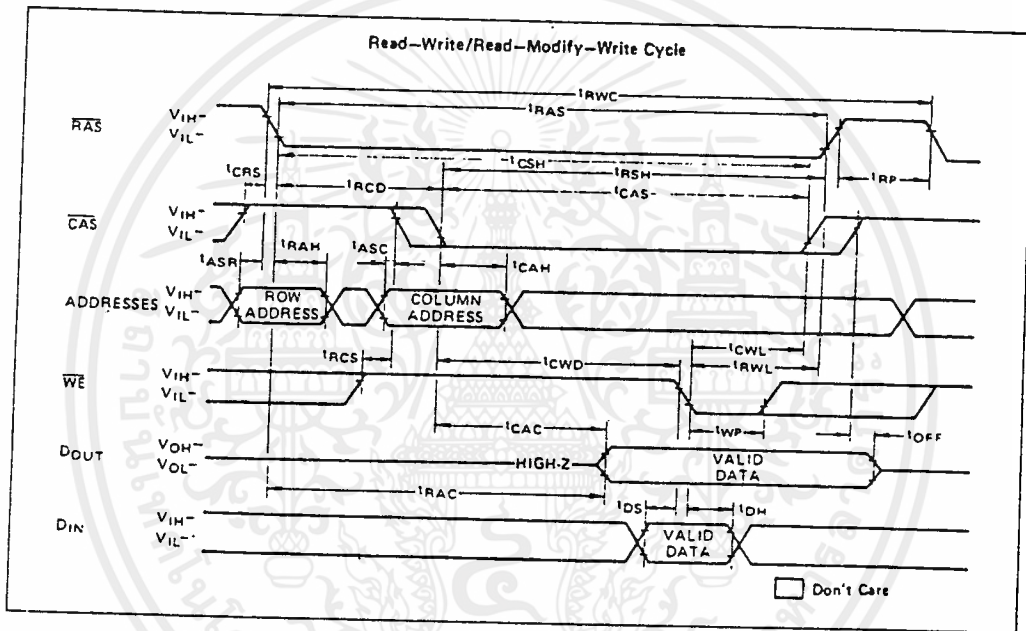 Read-Write/Read-Modify-Write Cycle
tRWC
tRAS
RAS
VIH-
VIL-
tCSH
tRSH
tCRS
tRCD
tCAS
tRP
CAS
VIH-
VIL-
tASR
tRAH
tASC
tCAH
ADDRESSES
VIH-
VIL-
ROW
ADDRESS
COLUMN
ADDRESS
tCWL
tRCS
tCWD
tRWL
WE
VIH-
VIL-
tWP
tCAC
tOFF
DOUT
VOH-
VOL-
HIGH-Z
VALID
DATA
tRAC
tDS
tDH
DIN
VIH-
VIL-
VALID
DATA
Don't Care